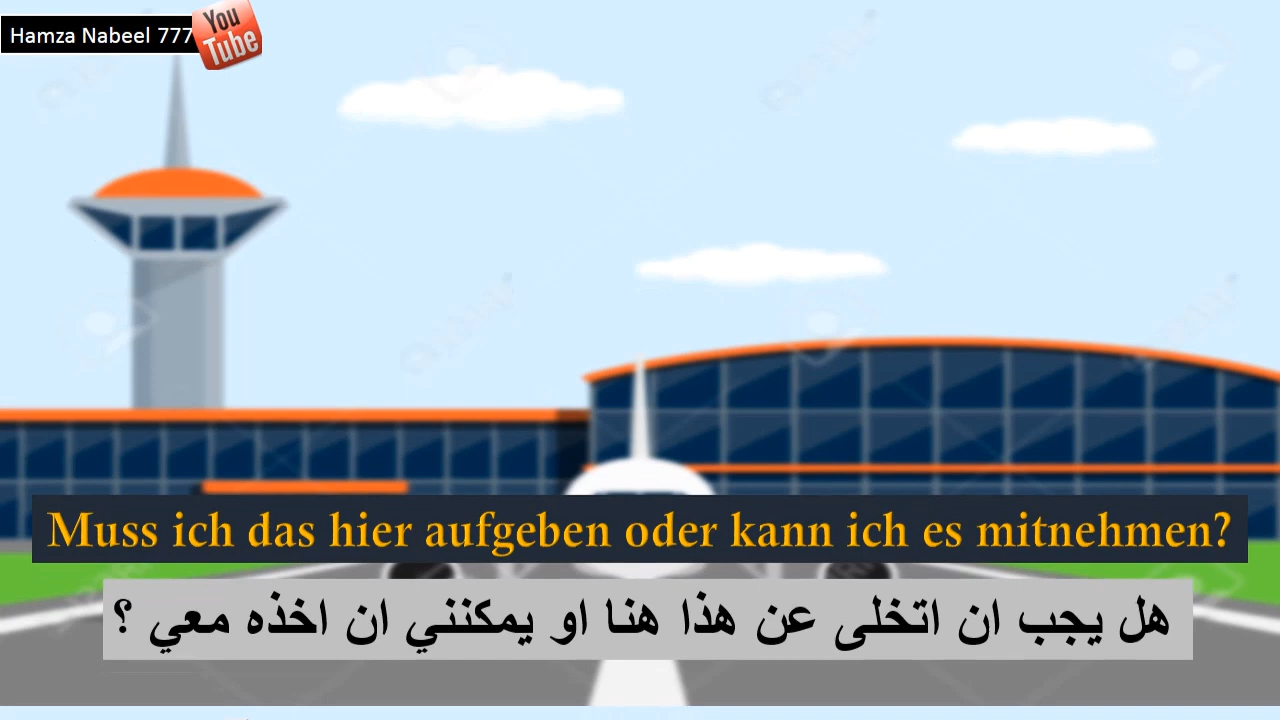 Hamza Nabeel 777
You
Tube
Muss ich das hier aufgeben oder kann ich es mitnehmen?
هل يجب ان اتخلى عن هذا هنا او يمكنني ان اخذه معي ؟